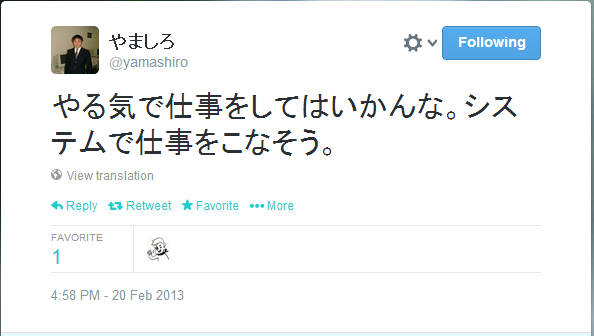 やましろ
@yamashiro
Following
やる気で仕事をしてはいかんな。シス
テムで仕事をこなそう。
View translation
Reply Retweet Favorite More
FAVORITE
1
4:58 PM - 20 Feb 2013